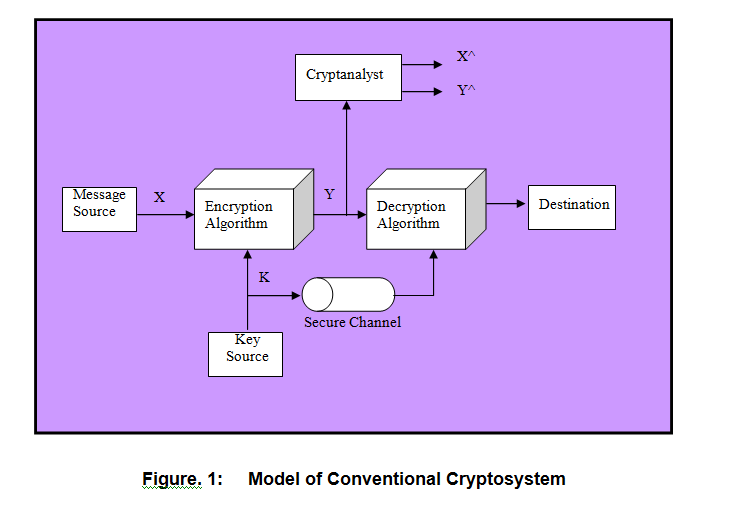 X^
Cryptanalyst
Y^
Message
Source
X
Encryption
Algorithm
Y
Decryption
Algorithm
Destination
K
Secure Channel
Key
Source
Figure. 1: Model of Conventional Cryptosystem